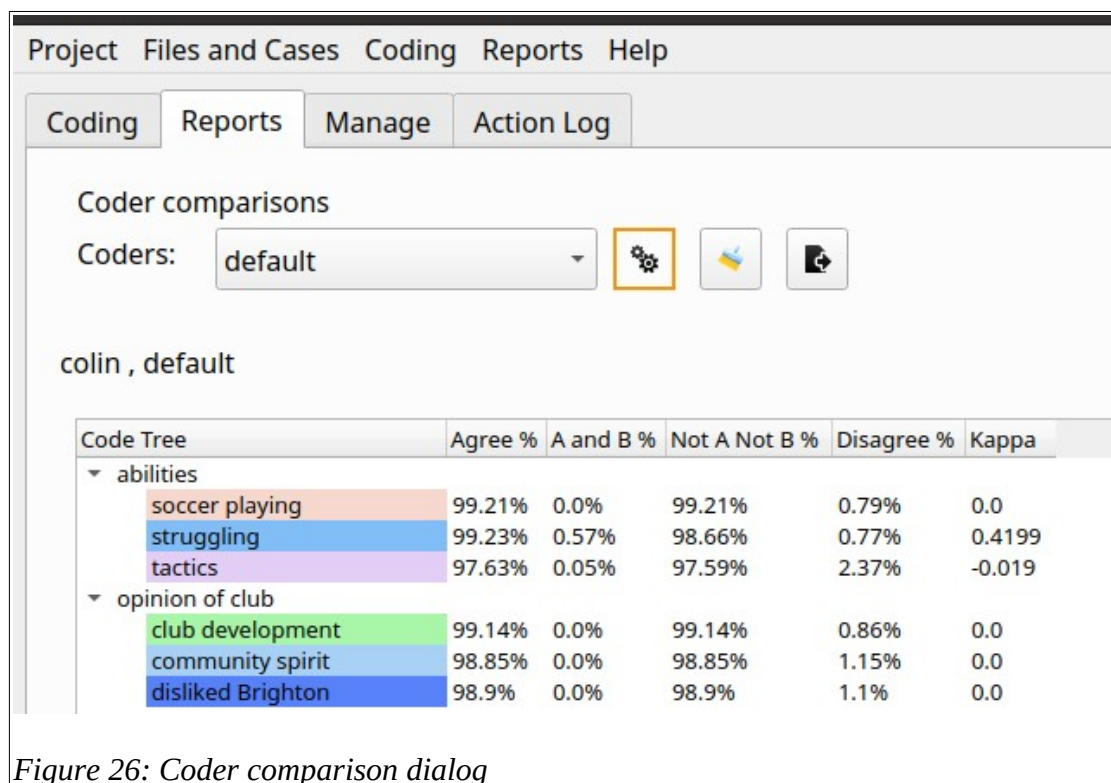 Project Files and Cases Coding Reports Help
Coding Reports Manage Action Log
Coder comparisons
Coders: default
colin , default
Code Tree Agree % A and B % Not A Not B % Disagree % Kappa
abilities
soccer playing 99.21% 0.0% 99.21% 0.79% 0.0
struggling 99.23% 0.57% 98.66% 0.77% 0.4199
tactics 97.63% 0.05% 97.59% 2.37% -0.019
opinion of club
club development 99.14% 0.0% 99.14% 0.86% 0.0
community spirit 98.85% 0.0% 98.85% 1.15% 0.0
disliked Brighton 98.9% 0.0% 98.9% 1.1% 0.0
Figure 26: Coder comparison dialog